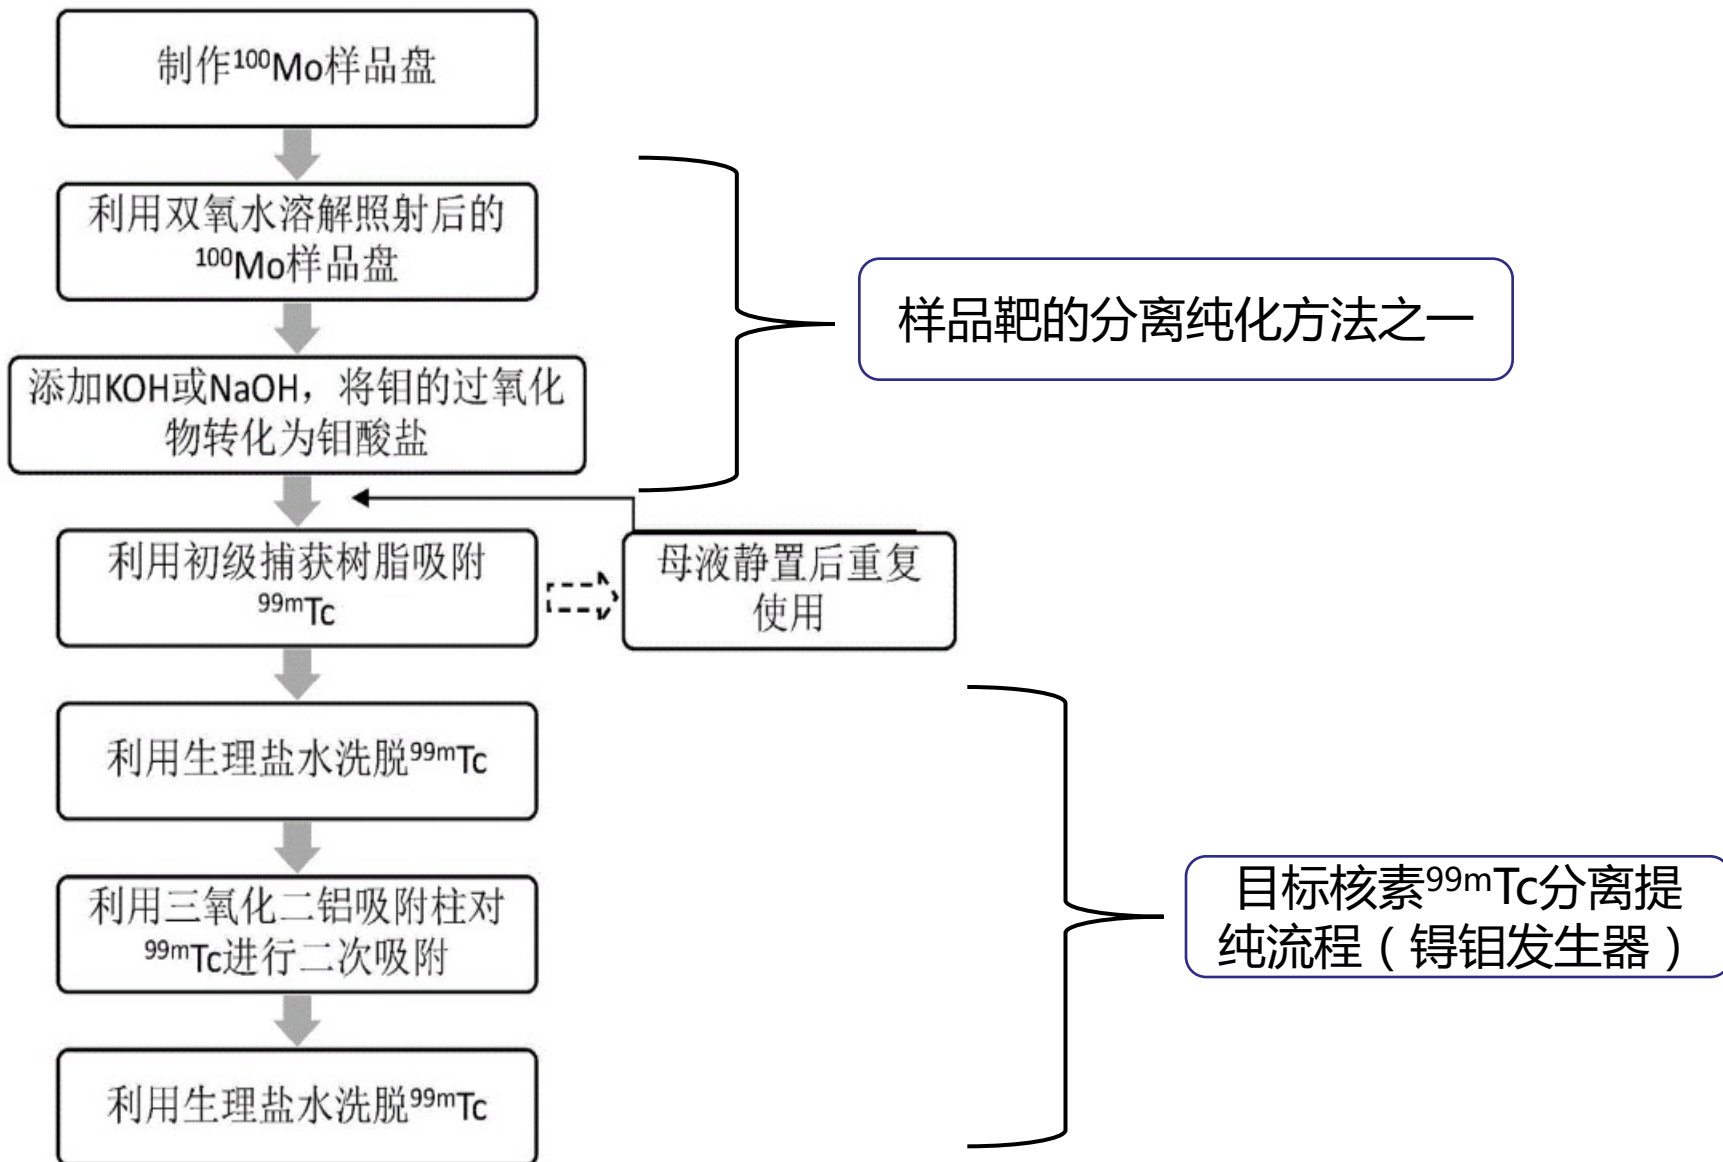 制作¹⁰⁰Mo样品盘
利用双氧水溶解照射后的
¹⁰⁰Mo样品盘
样品靶的分离纯化方法之一
添加KOH或NaOH，将钼的过氧化
物转化为钼酸盐
利用初级捕获树脂吸附
⁹⁹ᵐTc
母液静置后重复
使用
利用生理盐水洗脱⁹⁹ᵐTc
利用三氧化二铝吸附柱对
⁹⁹ᵐTc进行二次吸附
目标核素⁹⁹ᵐTc分离提
纯流程（锝钼发生器）
利用生理盐水洗脱⁹⁹ᵐTc